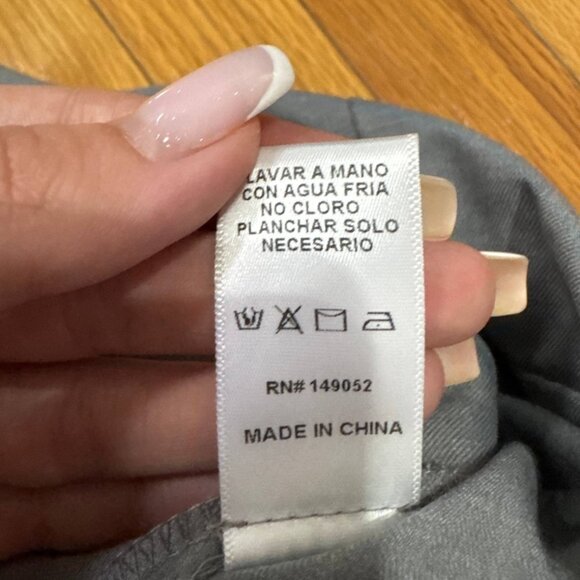 LAVAR A MANO
CON AGUA FRIA
NO CLORO
PLANCHAR SOLO
NECESARIO
RN# 149052
MADE IN CHINA